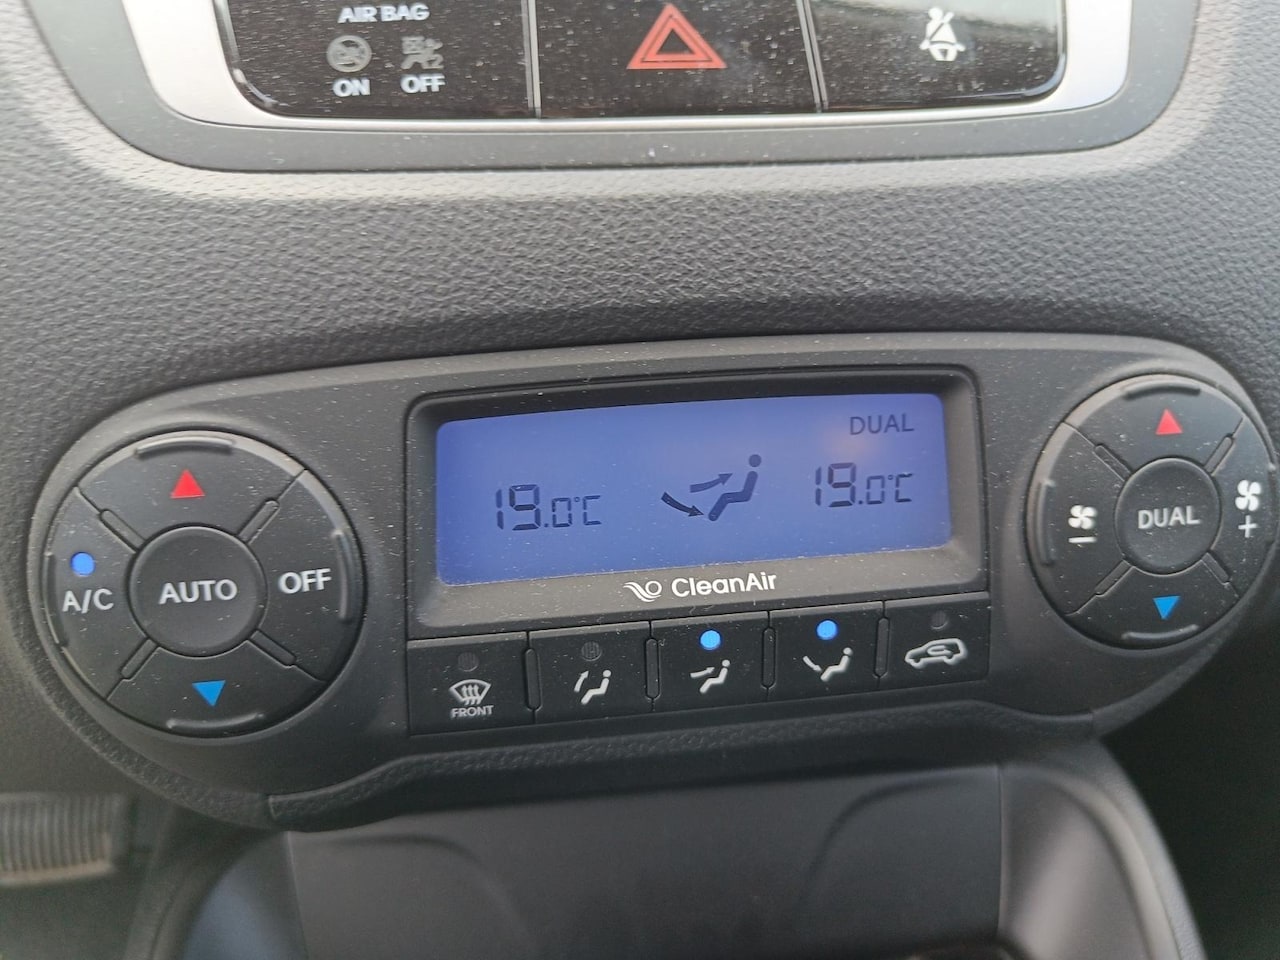 AIR BAG
ON OFF
DUAL
19.0°C 19.0°C
CleanAir
A/C AUTO OFF
DUAL
FRONT